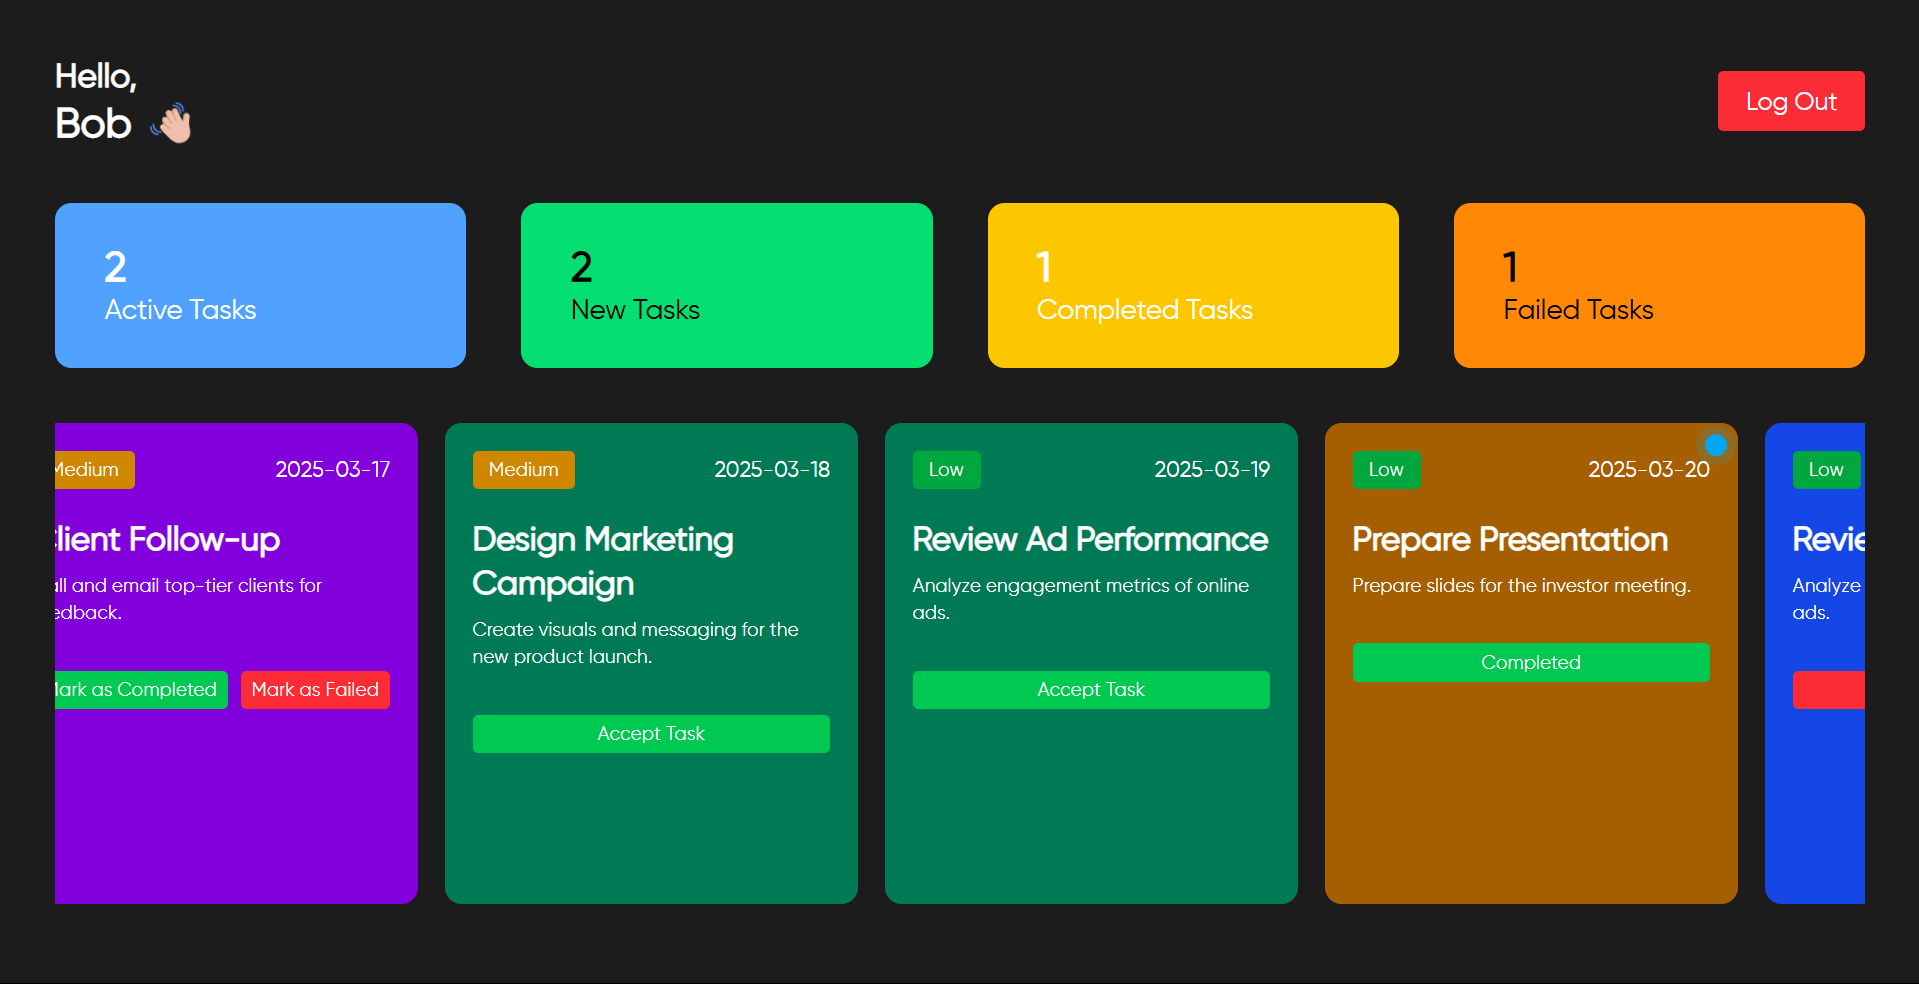 Hello,
Bob 👋🏻
Log Out
2
Active Tasks
2
New Tasks
1
Completed Tasks
1
Failed Tasks
Medium
2025-03-17
lient Follow-up
all and email top-tier clients for
edback.
Mark as Completed
Mark as Failed
Medium
2025-03-18
Design Marketing
Campaign
Create visuals and messaging for the
new product launch.
Accept Task
Low
2025-03-19
Review Ad Performance
Analyze engagement metrics of online
ads.
Accept Task
Low
2025-03-20
Prepare Presentation
Prepare slides for the investor meeting.
Completed
Low
Revie
Analyze
ads.